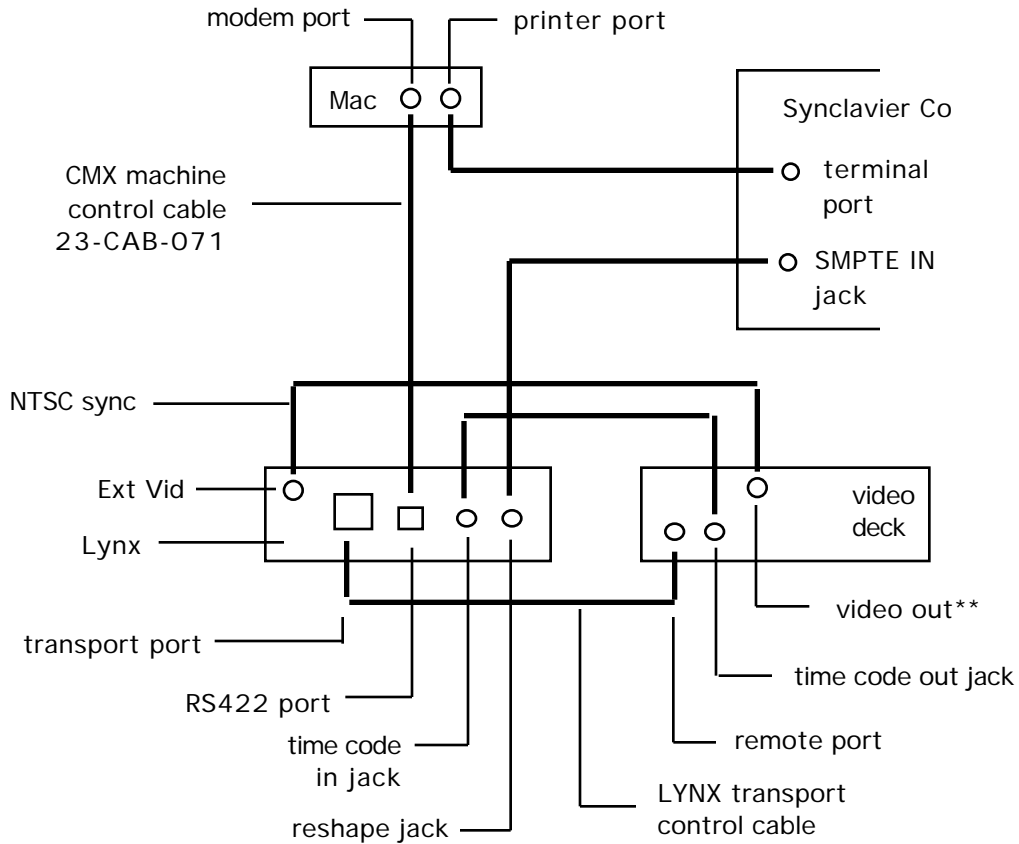 modem port
printer port
Mac
Synclavier Co
CMX machine
control cable
23-CAB-071
terminal
port
SMPTE IN
jack
NTSC sync
Ext Vid
Lynx
video
deck
video out**
transport port
time code out jack
RS422 port
remote port
time code
in jack
LYNX transport
control cable
reshape jack